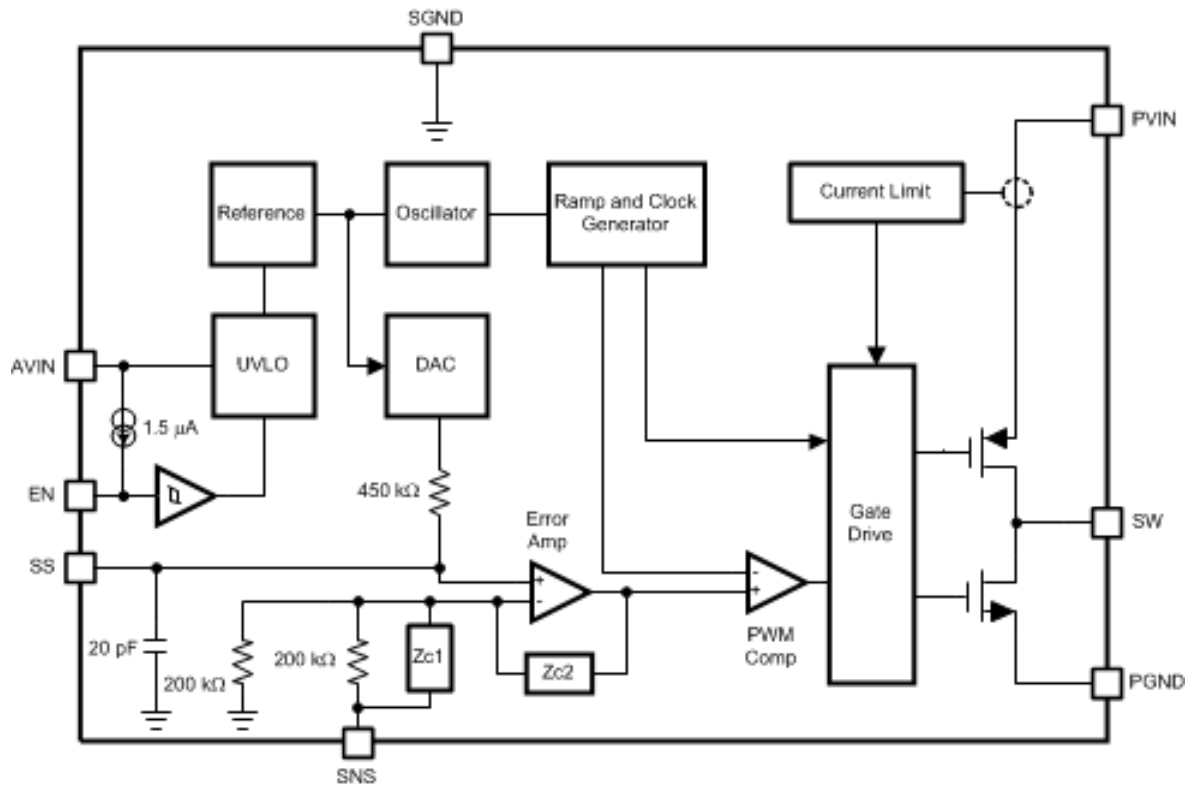 SGND
PVIN
Current Limit
Reference
Oscillator
Ramp and Clock
Generator
AVIN
UVLO
DAC
1.5 μA
EN
450 kΩ
Error
Amp
Gate
Drive
SW
SS
+
-
-
+
20 pF
200 kΩ
200 kΩ
Zc1
Zc2
PWM
Comp
PGND
SNS